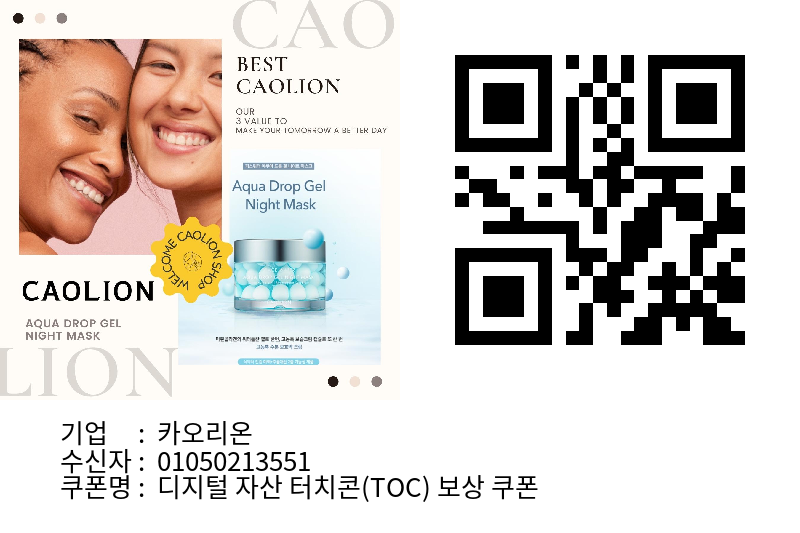 CAO
BEST
CAOLION
OUR
3 VALUE TO
MAKE YOUR TOMORROW A BETTER DAY
Aqua Drop Gel
Night Mask
WELCOME CAOLION SHOP
CAOLION
AQUA DROP GEL
NIGHT MASK
LION
기업 : 카오리온
수신자 : 01050213551
쿠폰명 : 디지털 자산 터치콘(TOC) 보상 쿠폰